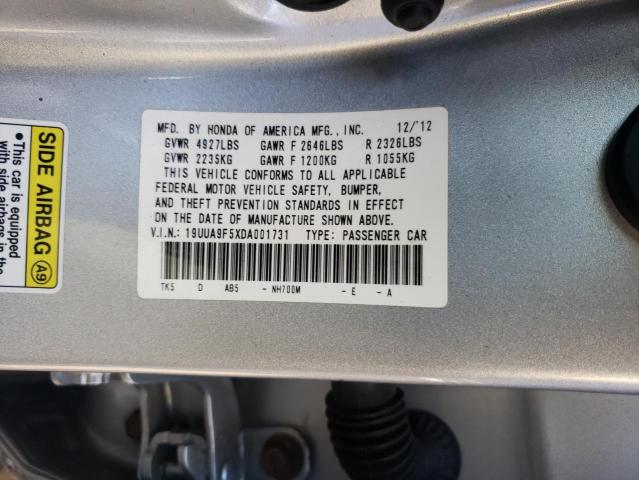 MFD. BY HONDA OF AMERICA MFG., INC. 12/'12
GVWR 4927LBS GAWR F 2646LBS R 2326LBS
GVWR 2235KG GAWR F 1200KG R 1055KG
THIS VEHICLE CONFORMS TO ALL APPLICABLE
FEDERAL MOTOR VEHICLE SAFETY, BUMPER,
AND THEFT PREVENTION STANDARDS IN EFFECT
ON THE DATE OF MANUFACTURE SHOWN ABOVE.
V.I.N.: 19UUA9F5XDA001731 TYPE: PASSENGER CAR
TK5 D AB5 - NH700M - E - A
SIDE AIRBAG A9
•This car is equipped
with side airbags in the